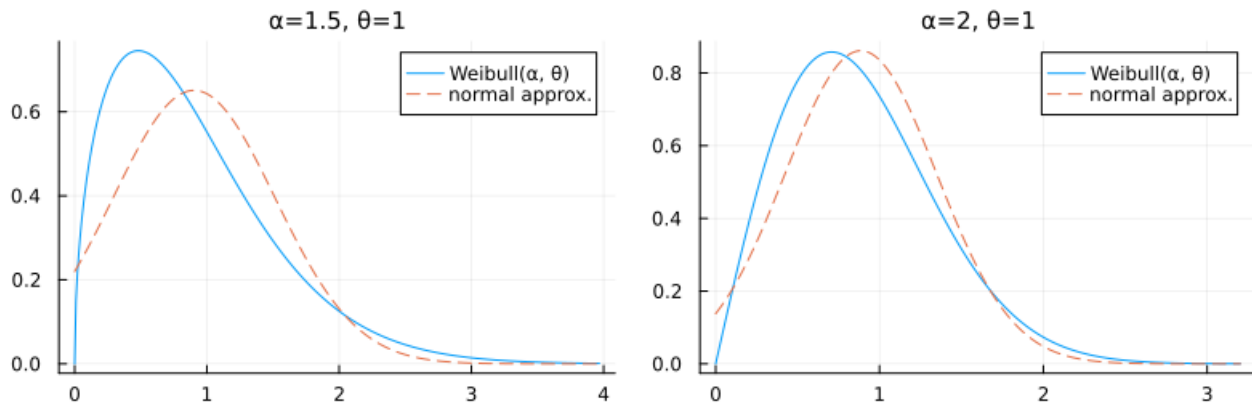 α=1.5, θ=1
Weibull(α, θ)
normal approx.
0.6
0.4
0.2
0.0
0 1 2 3 4
α=2, θ=1
Weibull(α, θ)
normal approx.
0.8
0.6
0.4
0.2
0.0
0 1 2 3